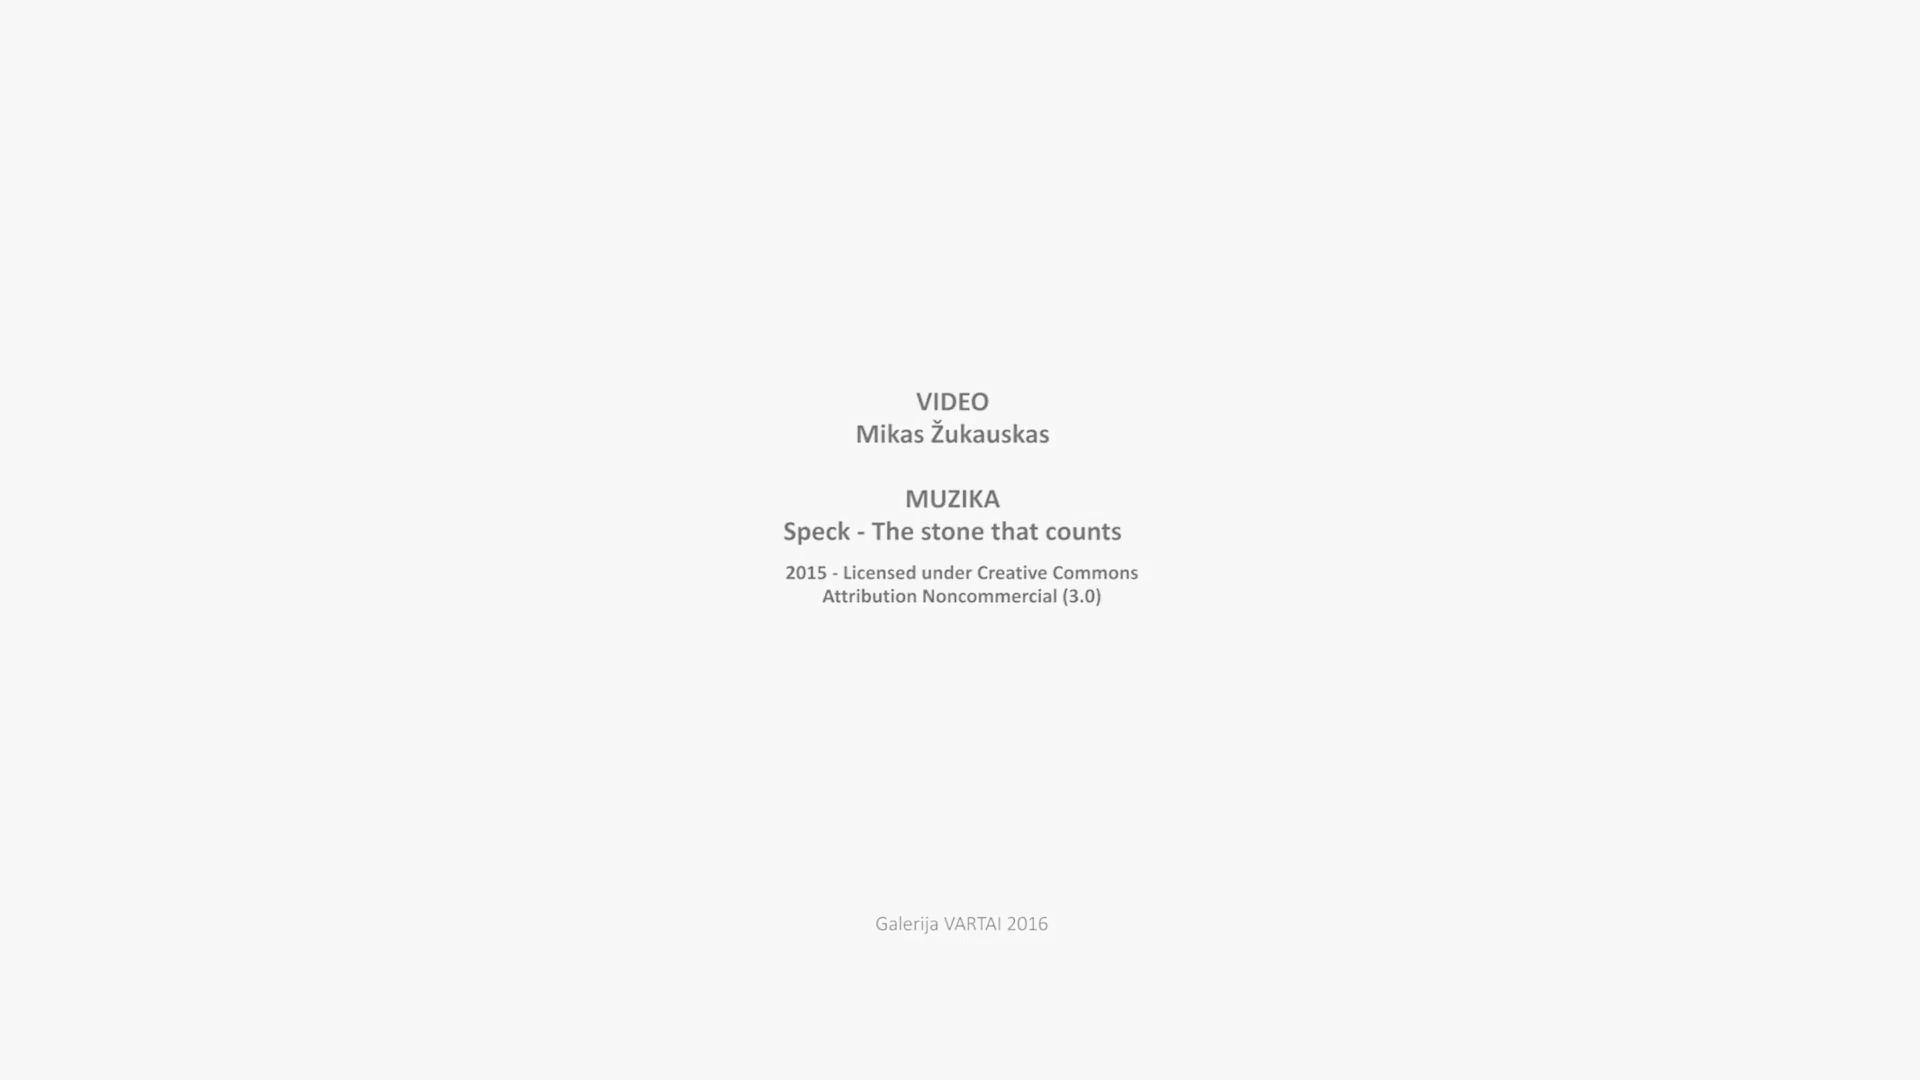 VIDEO
Mikas Žukauskas
MUZIKA
Speck - The stone that counts
2015 - Licensed under Creative Commons
Attribution Noncommercial (3.0)
Galerija VARTAI 2016